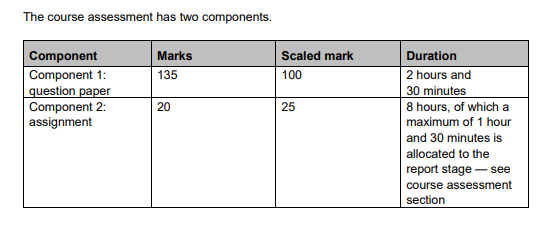 The course assessment has two components.
Component Marks Scaled mark Duration
Component 1: 135 100 2 hours and
question paper 30 minutes
Component 2: 20 25 8 hours, of which a
assignment maximum of 1 hour
and 30 minutes is
allocated to the
report stage — see
course assessment
section